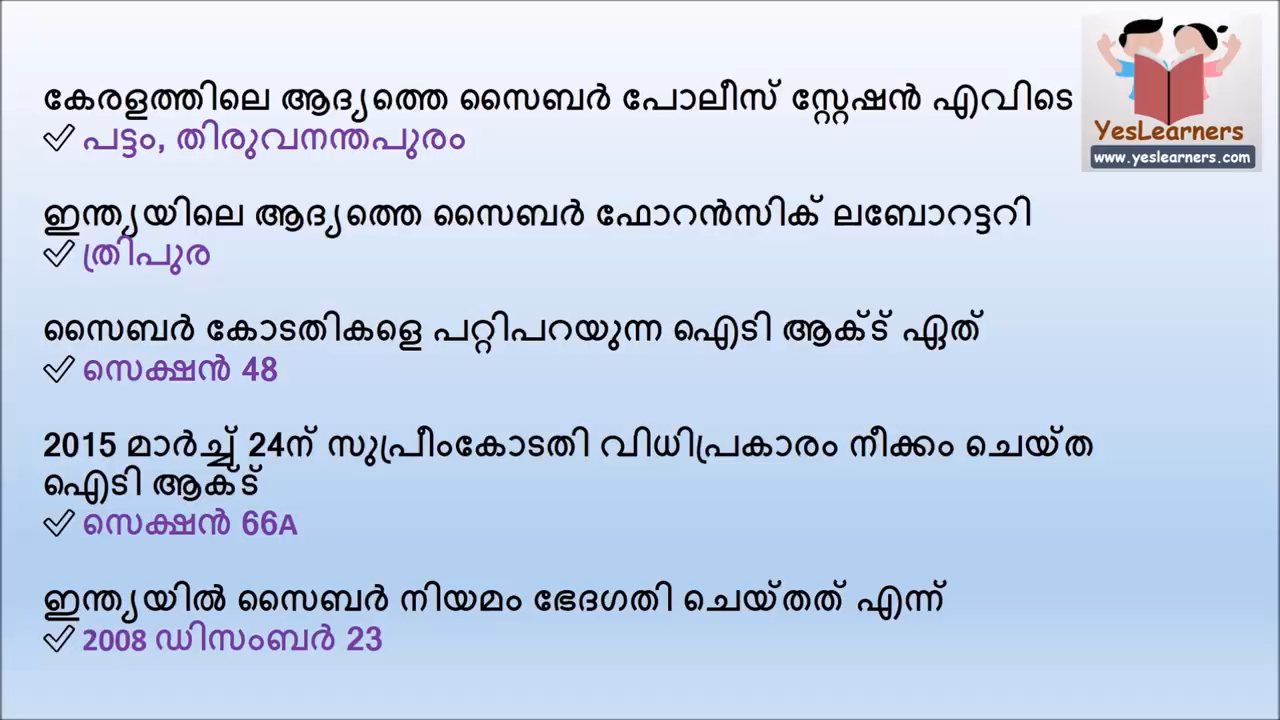 കേരളത്തിലെ ആദ്യത്തെ സൈബർ പോലീസ് സ്റ്റേഷൻ എവിടെ
✓ പട്ടം, തിരുവനന്തപുരം
YesLearners
www.yeslearners.com
ഇന്ത്യയിലെ ആദ്യത്തെ സൈബർ ഫോറൻസിക് ലബോറട്ടറി
✓ ത്രിപുര
സൈബർ കോടതികളെ പറ്റിപറയുന്ന ഐടി ആക്ട് ഏത്
✓ സെക്ഷൻ 48
2015 മാർച്ച് 24ന് സുപ്രീംകോടതി വിധിപ്രകാരം നീക്കം ചെയ്ത
ഐടി ആക്ട്
✓ സെക്ഷൻ 66A
ഇന്ത്യയിൽ സൈബർ നിയമം ഭേദഗതി ചെയ്തത് എന്ന്
✓ 2008 ഡിസംബർ 23